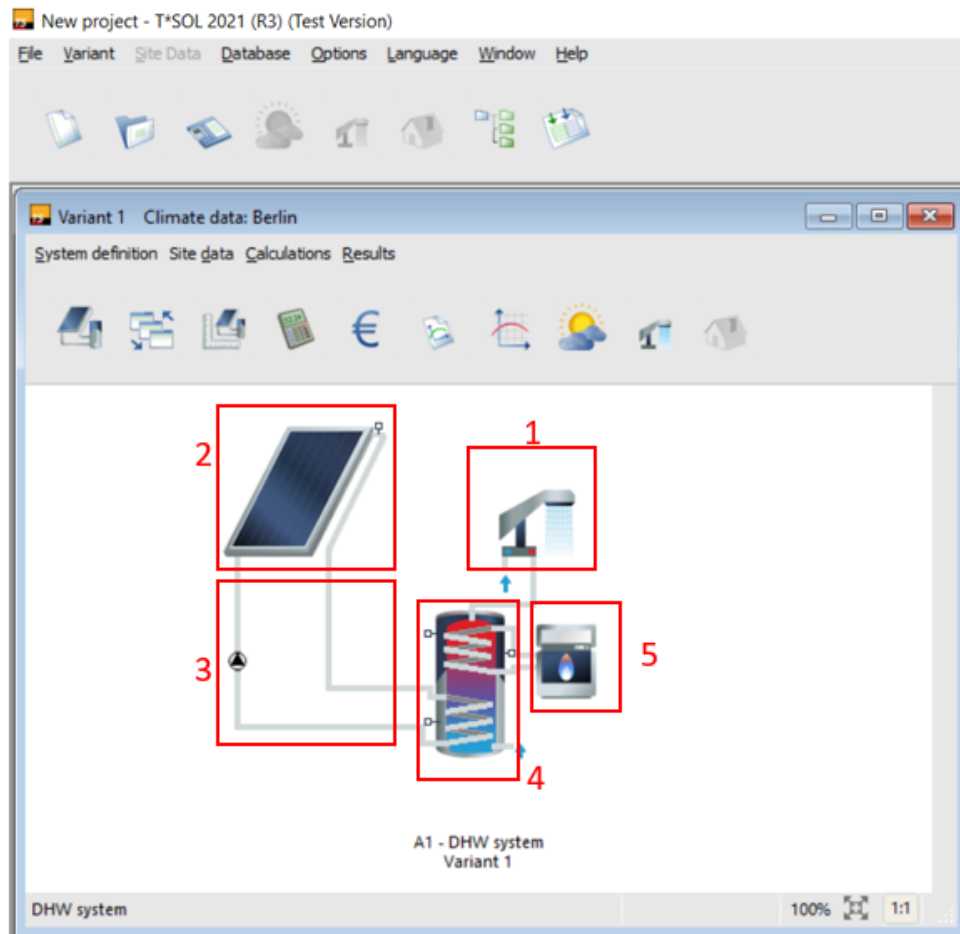 New project - T*SOL 2021 (R3) (Test Version)
File Variant Site Data Database Options Language Window Help
Variant 1 Climate data: Berlin
System definition Site data Calculations Results
1
2
3
5
4
A1 - DHW system
Variant 1
DHW system 100% 1:1